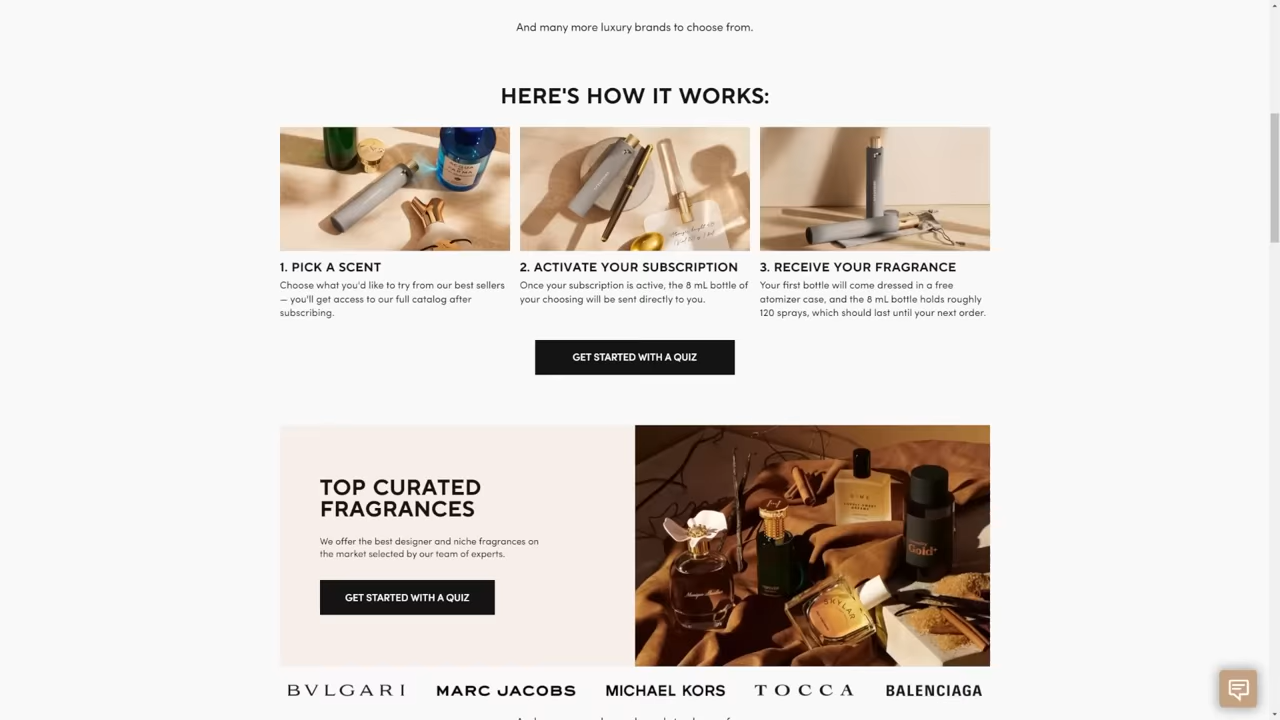 And many more luxury brands to choose from.
HERE'S HOW IT WORKS:
1. PICK A SCENT
Choose what you'd like to try from our best sellers
— you'll get access to our full catalog after
subscribing.
2. ACTIVATE YOUR SUBSCRIPTION
Once your subscription is active, the 8 mL bottle of
your choosing will be sent directly to you.
3. RECEIVE YOUR FRAGRANCE
Your first bottle will come dressed in a free
atomizer case, and the 8 mL bottle holds roughly
120 sprays, which should last until your next order.
GET STARTED WITH A QUIZ
TOP CURATED
FRAGRANCES
We offer the best designer and niche fragrances on
the market selected by our team of experts.
GET STARTED WITH A QUIZ
Gold+
SKYLAR
BVLGARI
MARC JACOBS
MICHAEL KORS
TOCCA
BALENCIAGA